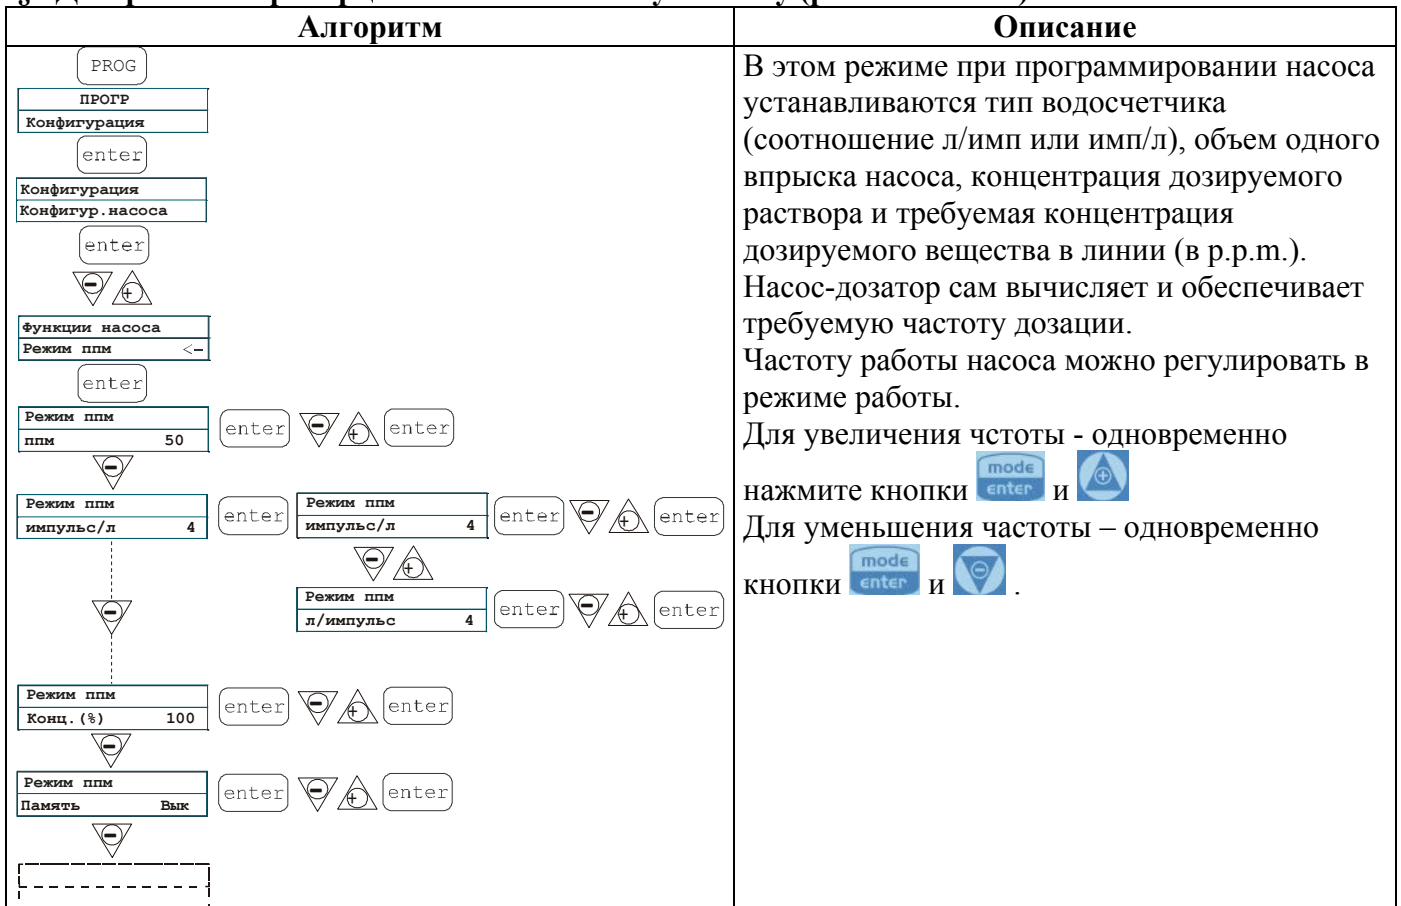 Алгоритм
Описание
PROG
ПРОГР
Конфигурация
enter
Конфигурация
Конфигур.насоса
enter
Функции насоса
Режим ппм <-
enter
Режим ппм
ппм 50
enter enter
Режим ппм
импульс/л 4
enter
Режим ппм
импульс/л 4
enter enter
Режим ппм
л/импульс 4
enter enter
Режим ппм
Конц.(%) 100
enter enter
Режим ппм
Память Вык
enter enter
В этом режиме при программировании насоса
устанавливаются тип водосчетчика
(соотношение л/имп или имп/л), объем одного
впрыска насоса, концентрация дозируемого
раствора и требуемая концентрация
дозируемого вещества в линии (в p.p.m.).
Насос-дозатор сам вычисляет и обеспечивает
требуемую частоту дозации.
Частоту работы насоса можно регулировать в
режиме работы.
Для увеличения чстоты - одновременно
нажмите кнопки mode enter и
Для уменьшения частоты – одновременно
кнопки mode enter и .